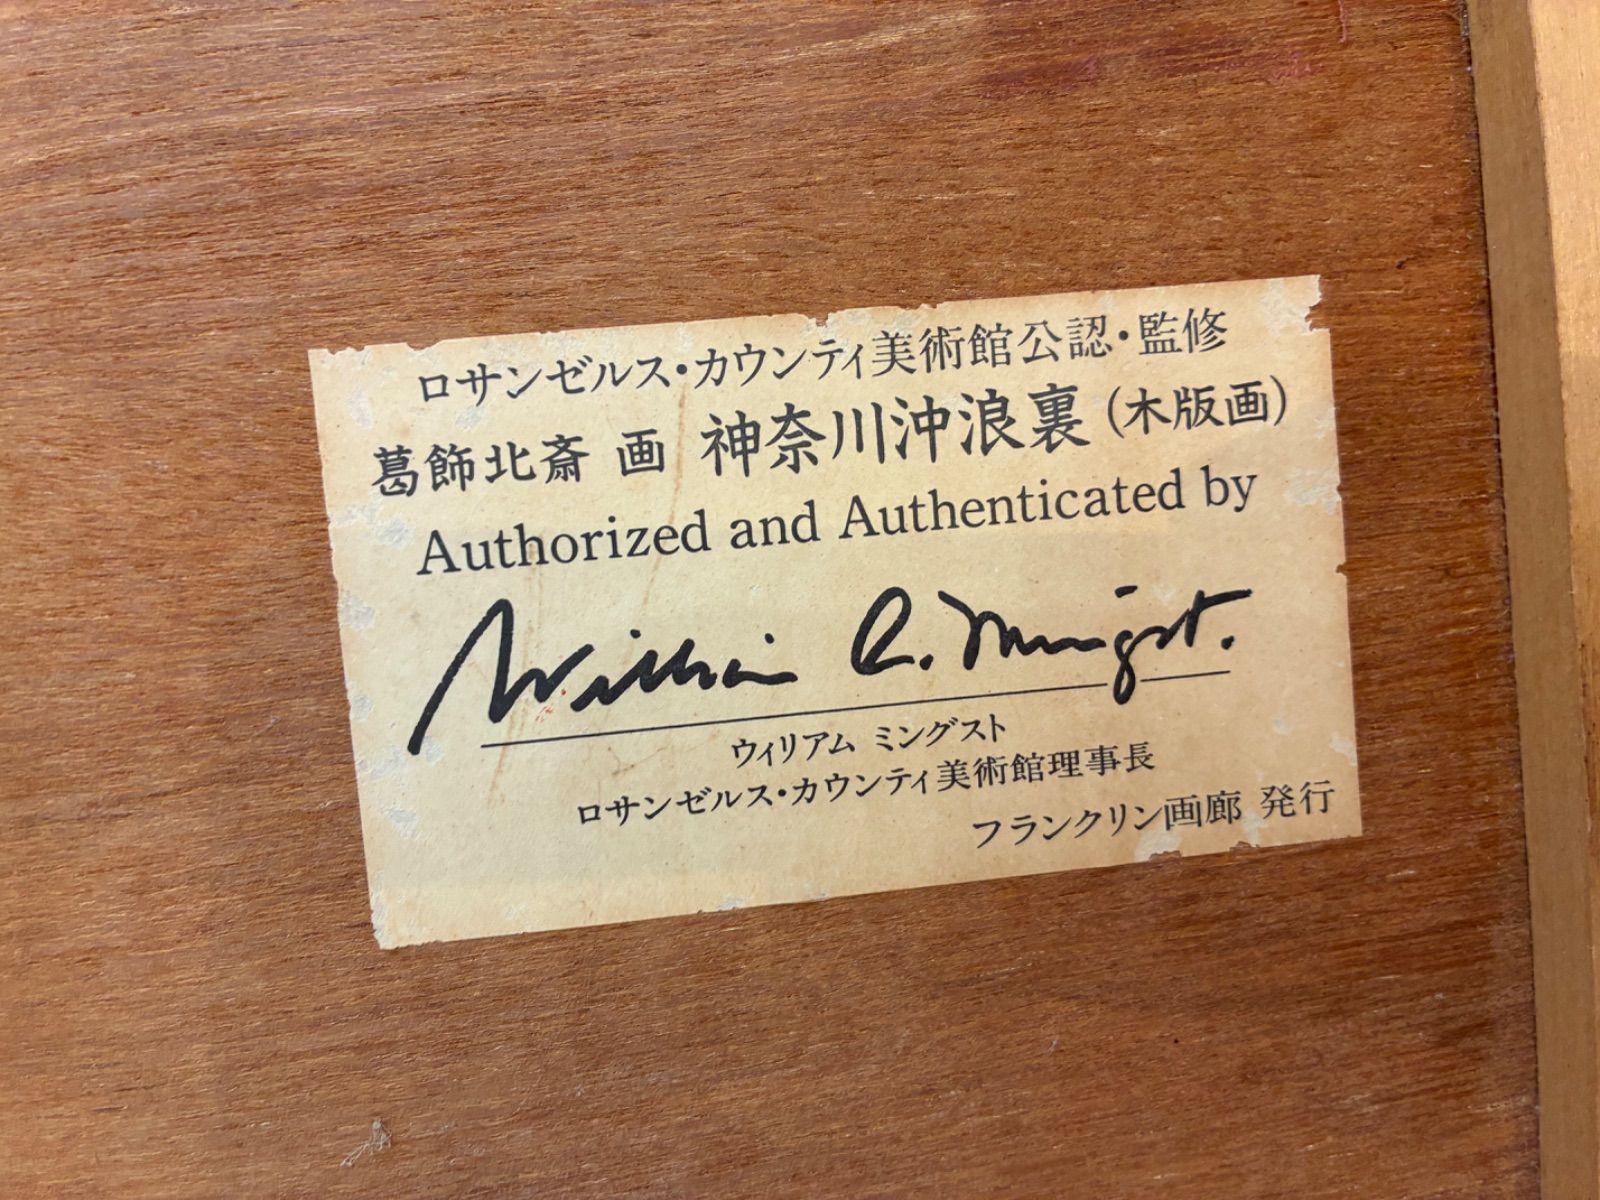 ロサンゼルス・カウンティ美術館公認・監修
葛飾北斎 画 神奈川沖浪裏(木版画)
Authorized and Authenticated by
William A. Mingst.
ウィリアム ミングスト
ロサンゼルス・カウンティ美術館理事長
フランクリン画廊 発行